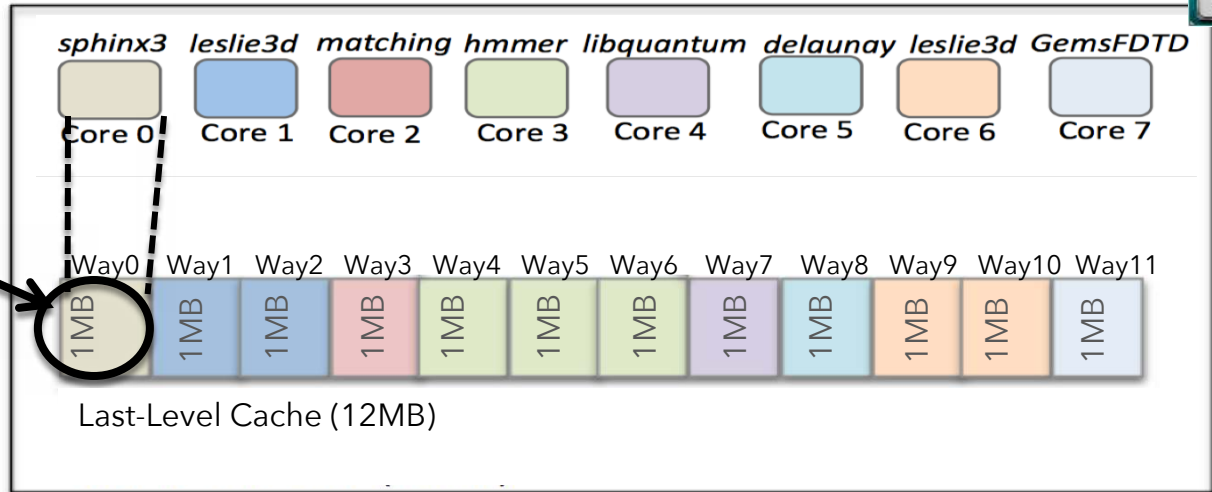 sphinx3 leslie3d matching hmmer libquantum delaunay leslie3d GemsFDTD
Core 0 Core 1 Core 2 Core 3 Core 4 Core 5 Core 6 Core 7
Way0 Way1 Way2 Way3 Way4 Way5 Way6 Way7 Way8 Way9 Way10 Way11
1MB 1MB 1MB 1MB 1MB 1MB 1MB 1MB 1MB 1MB 1MB 1MB
Last-Level Cache (12MB)